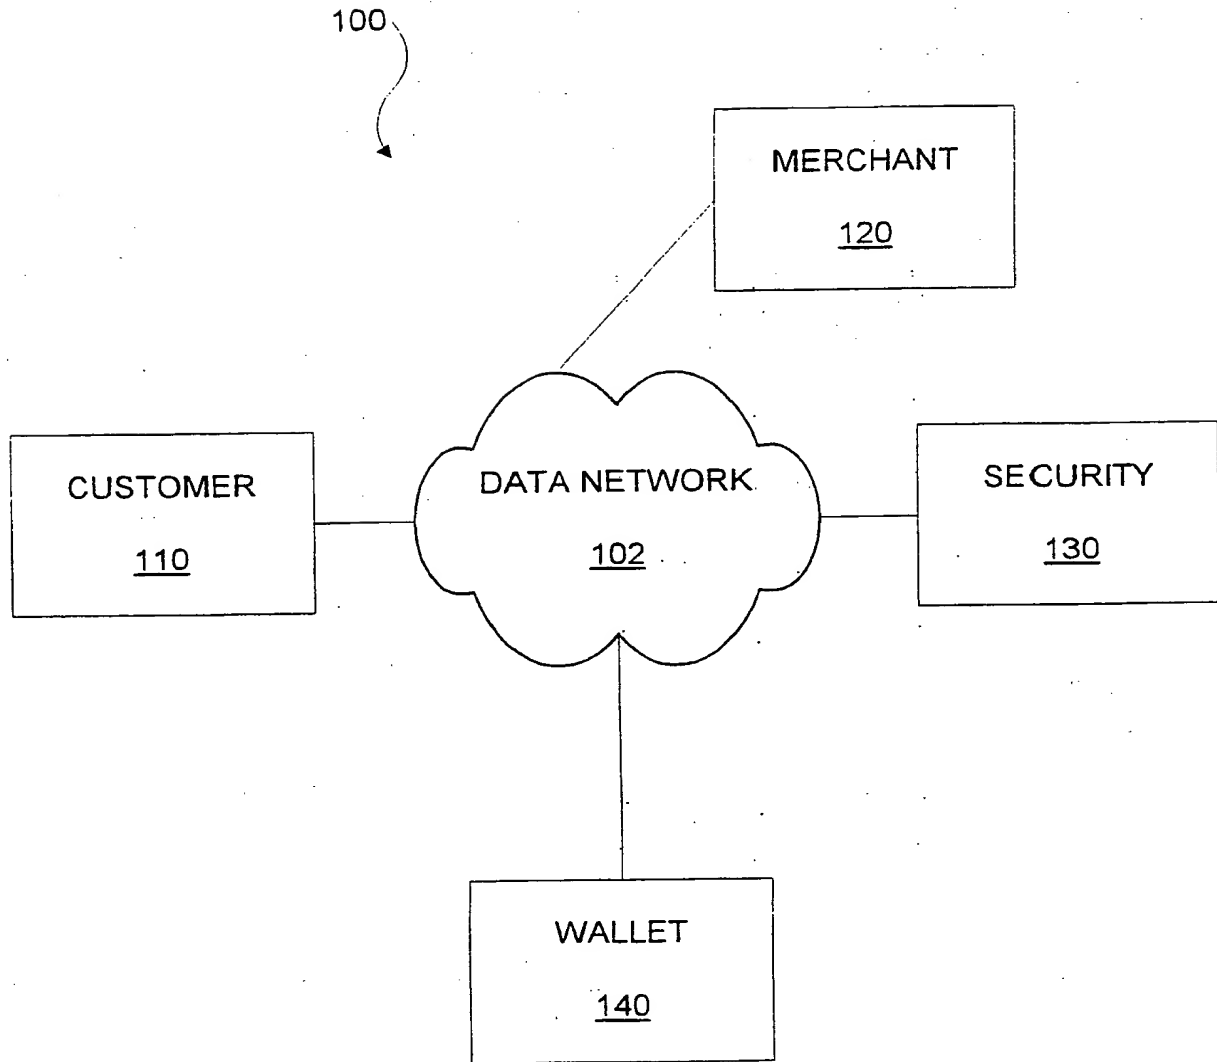 100
MERCHANT
120
CUSTOMER
110
DATA NETWORK
102
SECURITY
130
WALLET
140